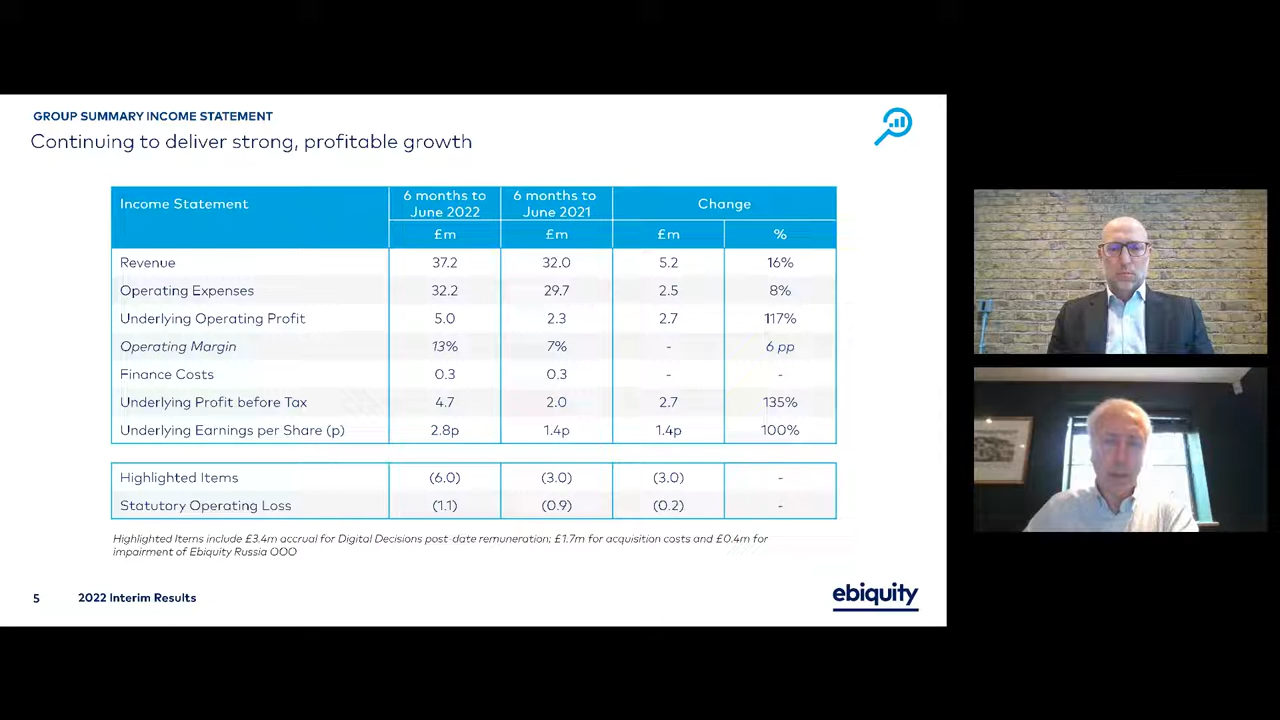 GROUP SUMMARY INCOME STATEMENT
Continuing to deliver strong, profitable growth
Income Statement
6 months to June 2022
6 months to June 2021
Change
£m £m £m %
Revenue 37.2 32.0 5.2 16%
Operating Expenses 32.2 29.7 2.5 8%
Underlying Operating Profit 5.0 2.3 2.7 117%
Operating Margin 13% 7% - 6 pp
Finance Costs 0.3 0.3 - -
Underlying Profit before Tax 4.7 2.0 2.7 135%
Underlying Earnings per Share (p) 2.8p 1.4p 1.4p 100%
Highlighted Items (6.0) (3.0) (3.0) -
Statutory Operating Loss (1.1) (0.9) (0.2) -
Highlighted Items include £3.4m accrual for Digital Decisions post-date remuneration; £1.7m for acquisition costs and £0.4m for
impairment of Ebiquity Russia OOO
5 2022 Interim Results
ebiquity